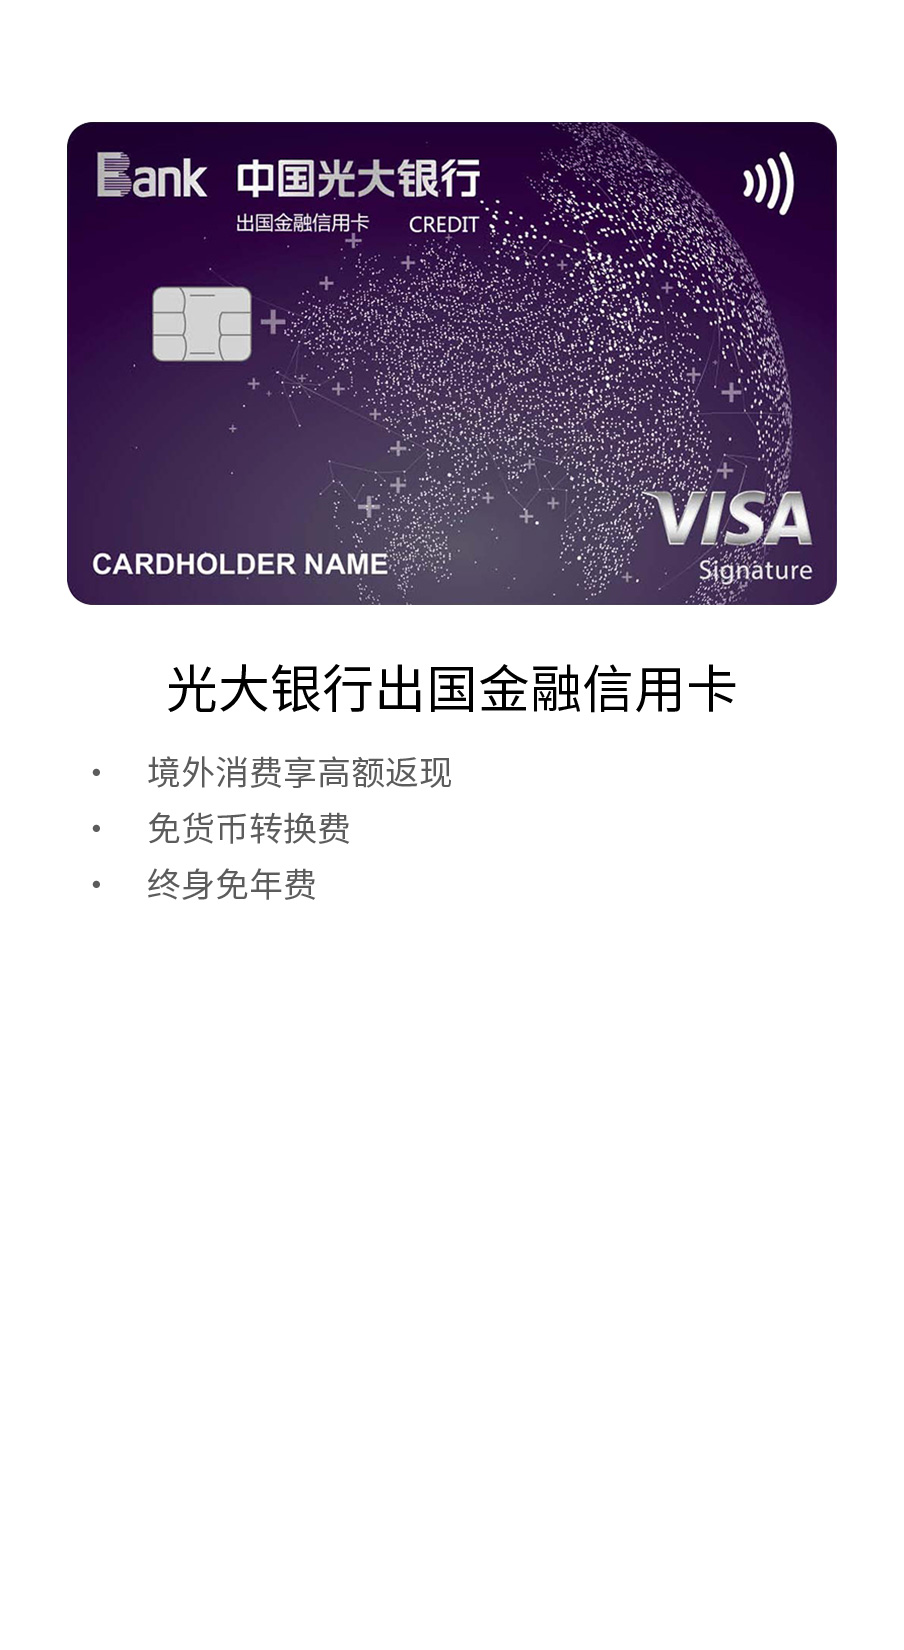 Bank 中国光大银行
出国金融信用卡 CREDIT
VISA
Signature
CARDHOLDER NAME
光大银行出国金融信用卡
• 境外消费享高额返现
• 免货币转换费
• 终身免年费